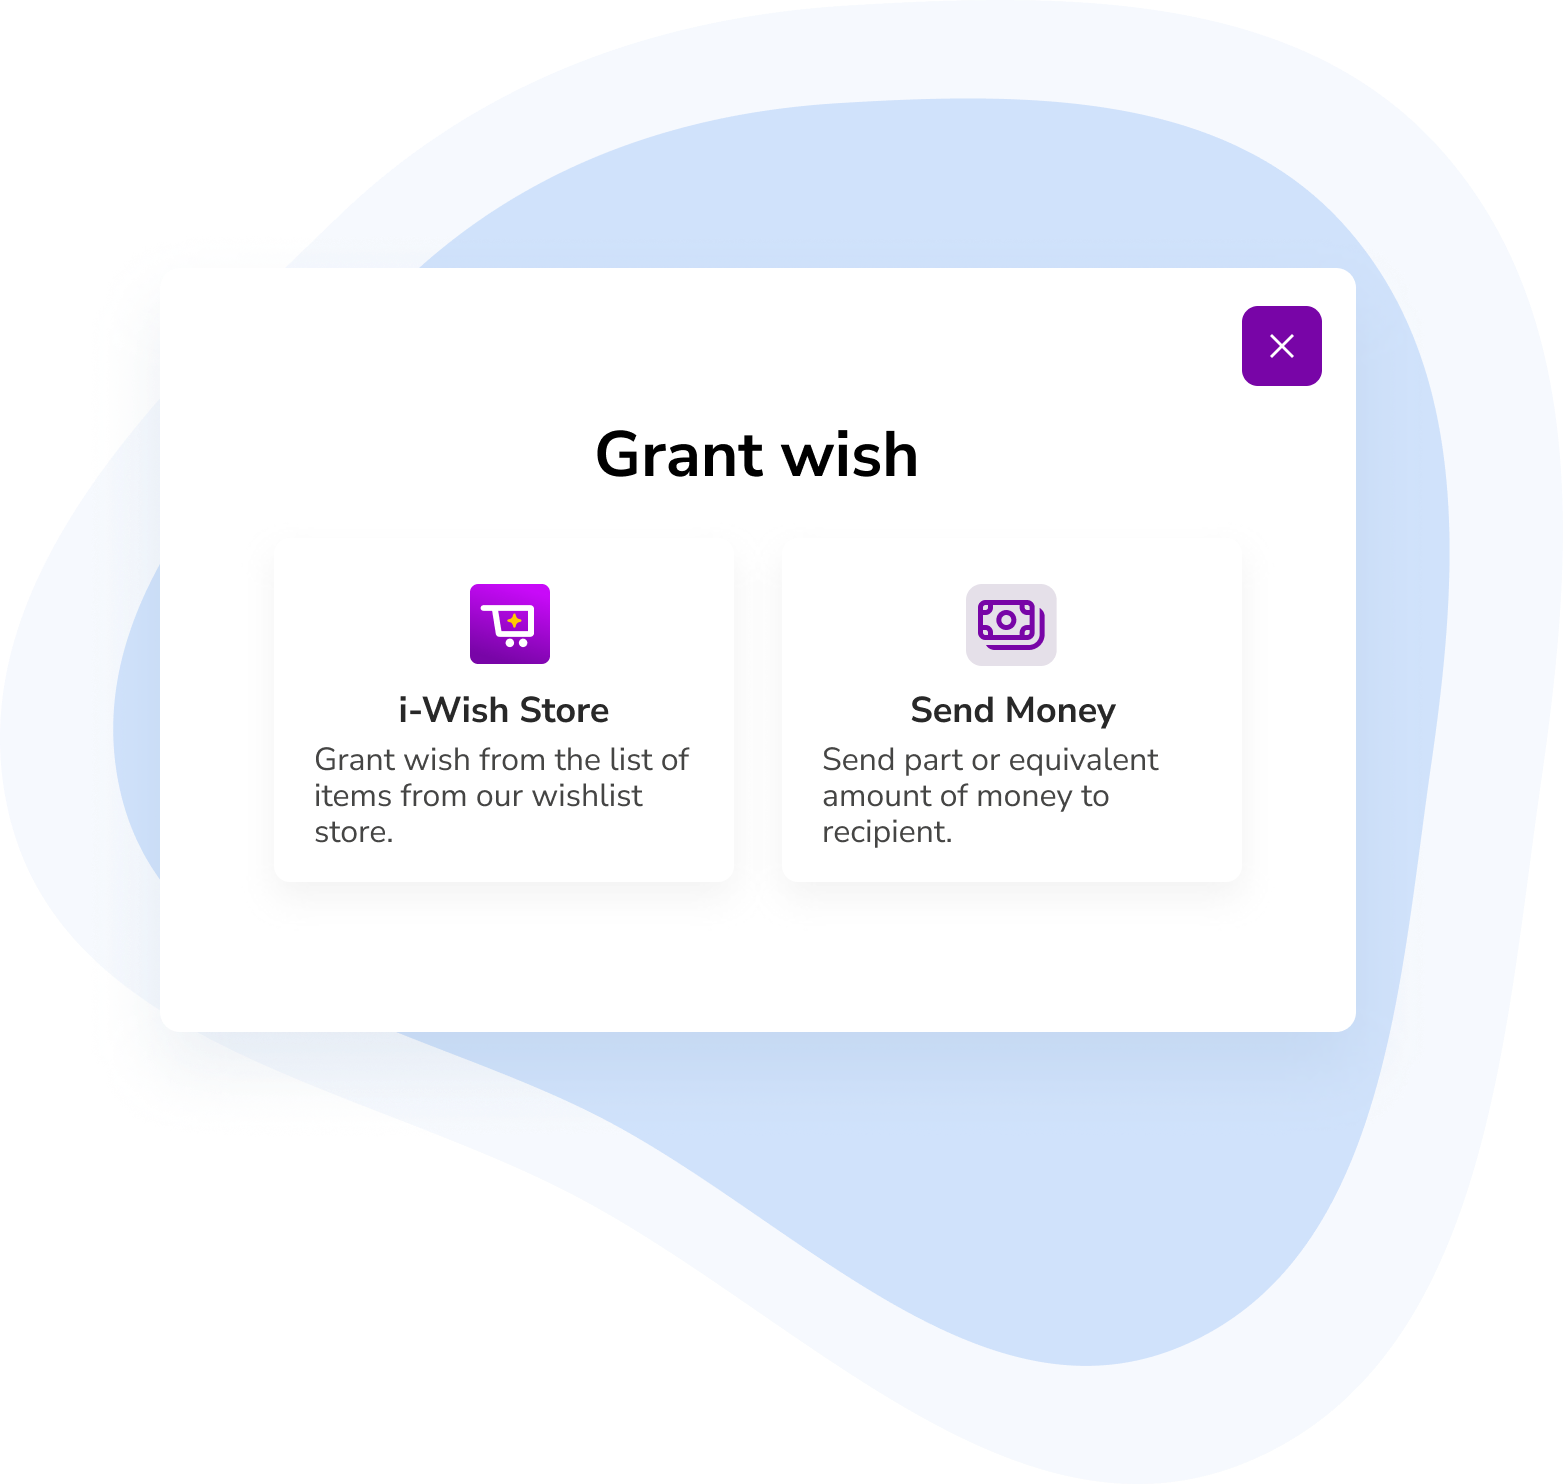 Grant wish
i-Wish Store
Grant wish from the list of
items from our wishlist
store.
Send Money
Send part or equivalent
amount of money to
recipient.